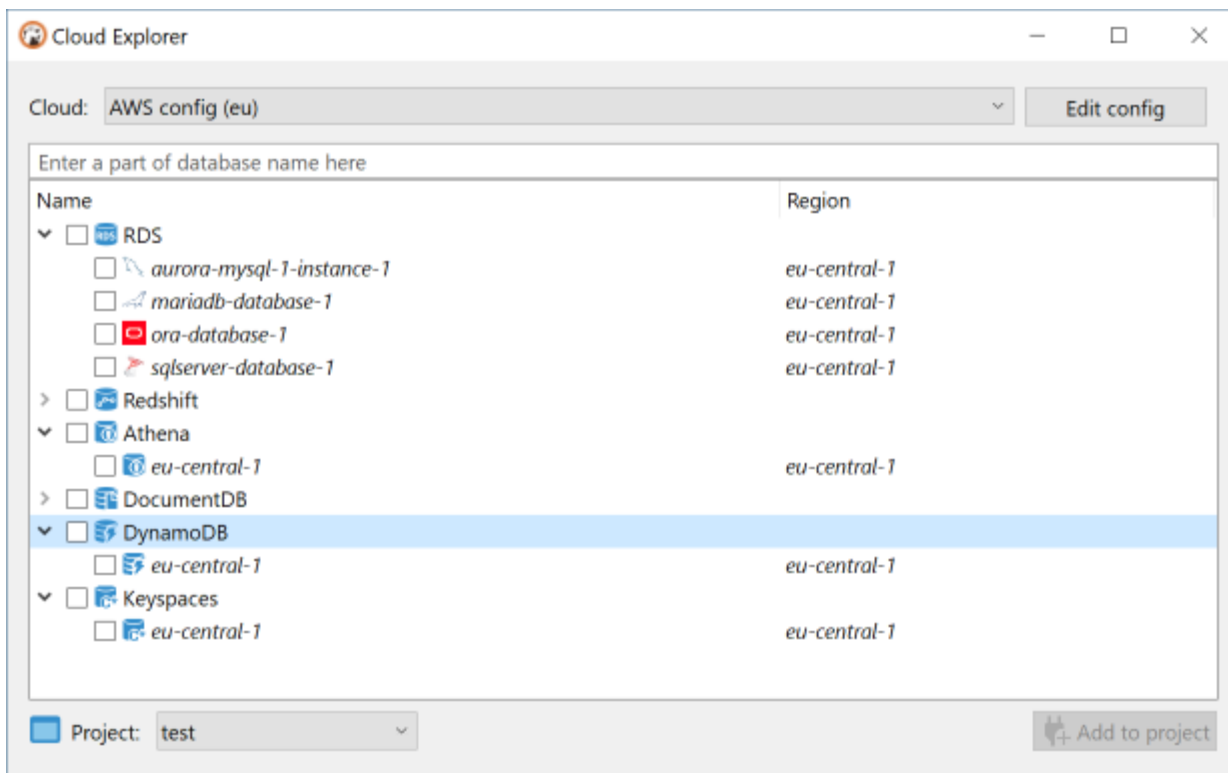 Cloud Explorer
Cloud: AWS config (eu) Edit config
Enter a part of database name here
Name Region
RDS RDS
aurora-mysql-1-instance-1 eu-central-1
mariadb-database-1 eu-central-1
ora-database-1 eu-central-1
sqlserver-database-1 eu-central-1
Redshift
Athena
eu-central-1 eu-central-1
DocumentDB
DynamoDB
eu-central-1 eu-central-1
Keyspaces
eu-central-1 eu-central-1
Project: test Add to project